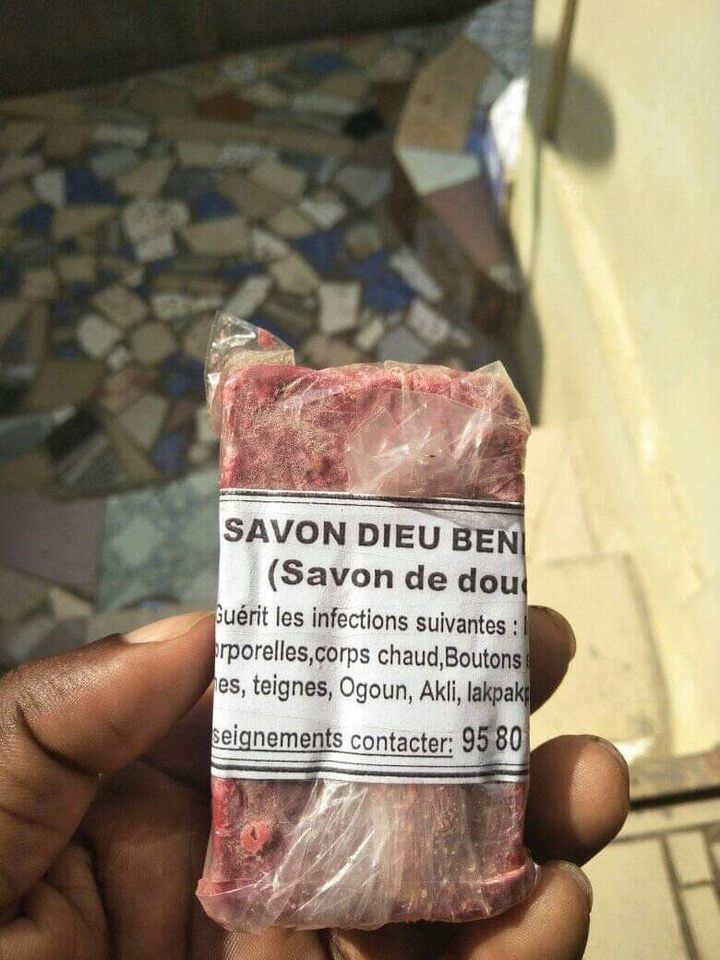 SAVON DIEU BENI
(Savon de douc
Guérit les infections suivantes :
orporelles,corps chaud,Boutons
nes, teignes, Ogoun, Akli, lakpakp
seignements contacter: 95 80